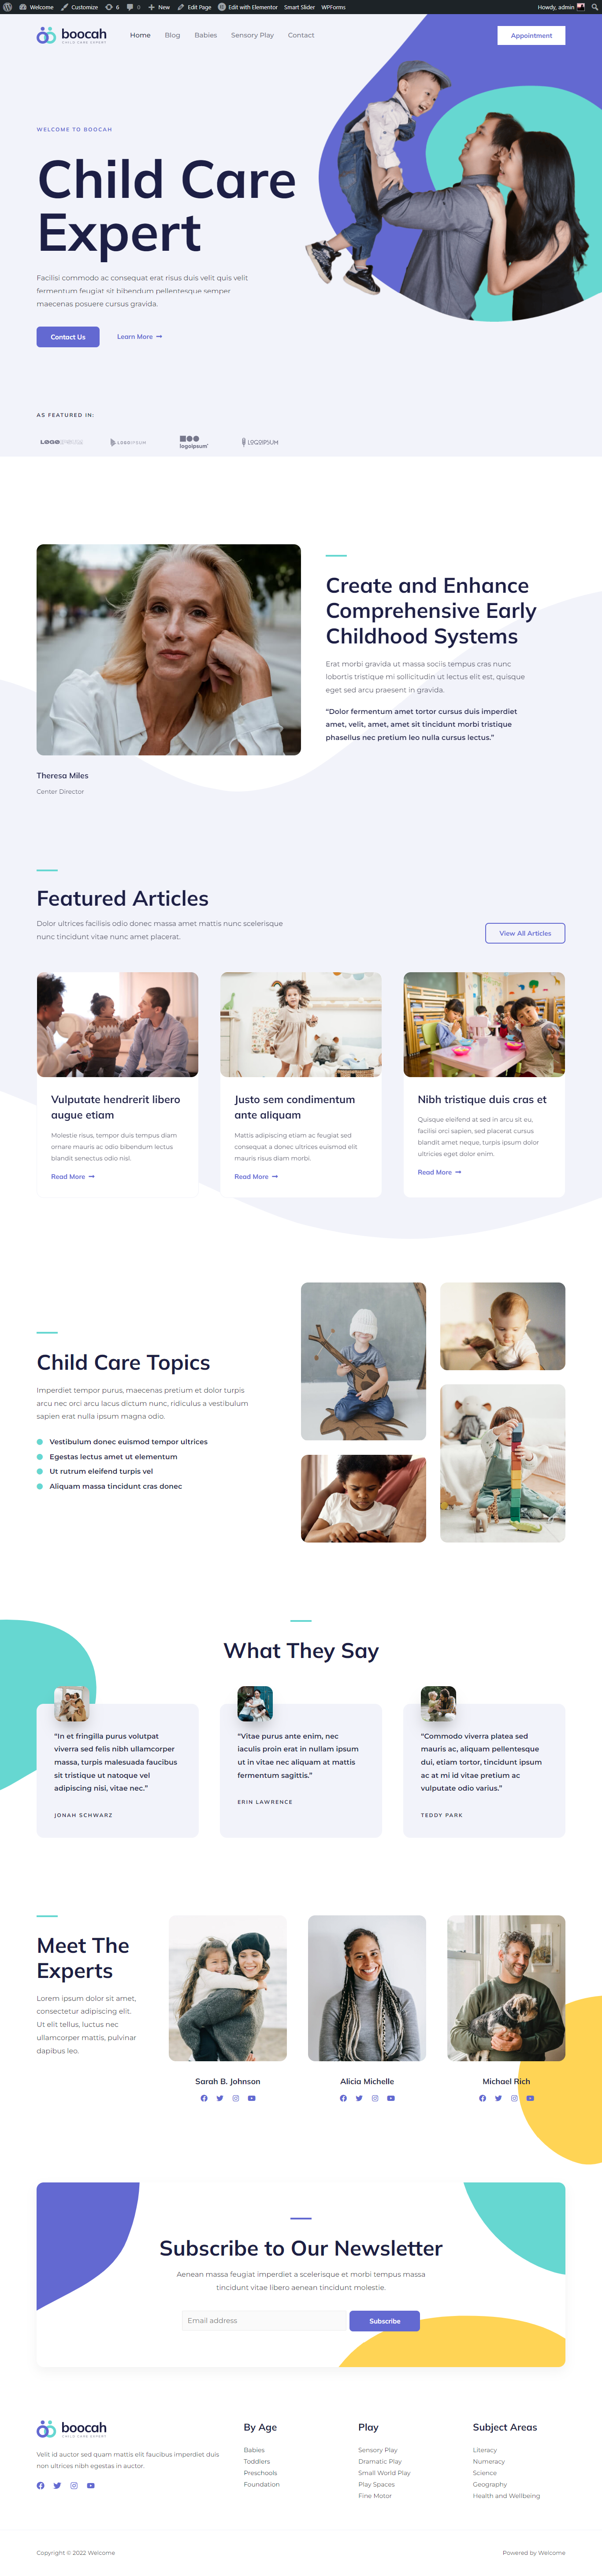 Welcome Customize 6 0 New Edit Page Edit with Elementor Smart Slider WPForms Howdy, admin
boocah
CHILD CARE EXPERT
Home Blog Babies Sensory Play Contact
Appointment
WELCOME TO BOOCAH
Child Care
Expert
Facilisi commodo ac consequat erat risus duis velit quis velit
fermentum feugiat sit bibendum pellentesque semper
maecenas posuere cursus gravida.
Contact Us Learn More
AS FEATURED IN:
LOGOIPSUM
LOGOIPSUM
logoipsum
LOGOIPSUM
Create and Enhance
Comprehensive Early
Childhood Systems
Erat morbi gravida ut massa sociis tempus cras nunc
lobortis tristique mi sollicitudin ut lectus elit est, quisque
eget sed arcu praesent in gravida.
“Dolor fermentum amet tortor cursus duis imperdiet
amet, velit, amet, amet sit tincidunt morbi tristique
phasellus nec pretium leo nulla cursus lectus.”
Theresa Miles
Center Director
Featured Articles
Dolor ultrices facilisis odio donec massa amet mattis nunc scelerisque
nunc tincidunt vitae nunc amet placerat.
View All Articles
Vulputate hendrerit libero
augue etiam
Molestie risus, tempor duis tempus diam
ornare mauris ac odio bibendum lectus
blandit senectus odio nisl.
Read More
Justo sem condimentum
ante aliquam
Mattis adipiscing etiam ac feugiat sed
consequat a donec ultrices euismod elit
mauris risus diam morbi.
Read More
Nibh tristique duis cras et
Quisque eleifend at sed in arcu sit eu,
facilisi orci sapien, sed placerat cursus
blandit amet neque, turpis ipsum dolor
ultricies eget dolor enim.
Read More
Child Care Topics
Imperdiet tempor purus, maecenas pretium et dolor turpis
arcu nec orci arcu lacus dictum nunc, ridiculus a vestibulum
sapien erat nulla ipsum magna odio.
Vestibulum donec euismod tempor ultrices
Egestas lectus amet ut elementum
Ut rutrum eleifend turpis vel
Aliquam massa tincidunt cras donec
What They Say
“In et fringilla purus volutpat
viverra sed felis nibh ullamcorper
massa, turpis malesuada faucibus
sit tristique ut natoque vel
adipiscing nisi, vitae nec.”
JONAH SCHWARZ
“Vitae purus ante enim, nec
iaculis proin erat in nullam ipsum
ut in vitae nec aliquam at mattis
fermentum sagittis.”
ERIN LAWRENCE
“Commodo viverra platea sed
mauris ac, aliquam pellentesque
dui, etiam tortor, tincidunt ipsum
ac at mi id vitae pretium ac
vulputate odio varius.”
TEDDY PARK
Meet The
Experts
Lorem ipsum dolor sit amet,
consectetur adipiscing elit.
Ut elit tellus, luctus nec
ullamcorper mattis, pulvinar
dapibus leo.
Sarah B. Johnson
Alicia Michelle
Michael Rich
Subscribe to Our Newsletter
Aenean massa feugiat imperdiet a scelerisque et morbi tempus massa
tincidunt vitae libero aenean tincidunt molestie.
Email address
Subscribe
boocah
CHILD CARE EXPERT
Velit id auctor sed quam mattis elit faucibus imperdiet duis
non ultrices nibh egestas in auctor.
By Age
Babies
Toddlers
Preschools
Foundation
Play
Sensory Play
Dramatic Play
Small World Play
Play Spaces
Fine Motor
Subject Areas
Literacy
Numeracy
Science
Geography
Health and Wellbeing
Copyright © 2022 Welcome
Powered by Welcome